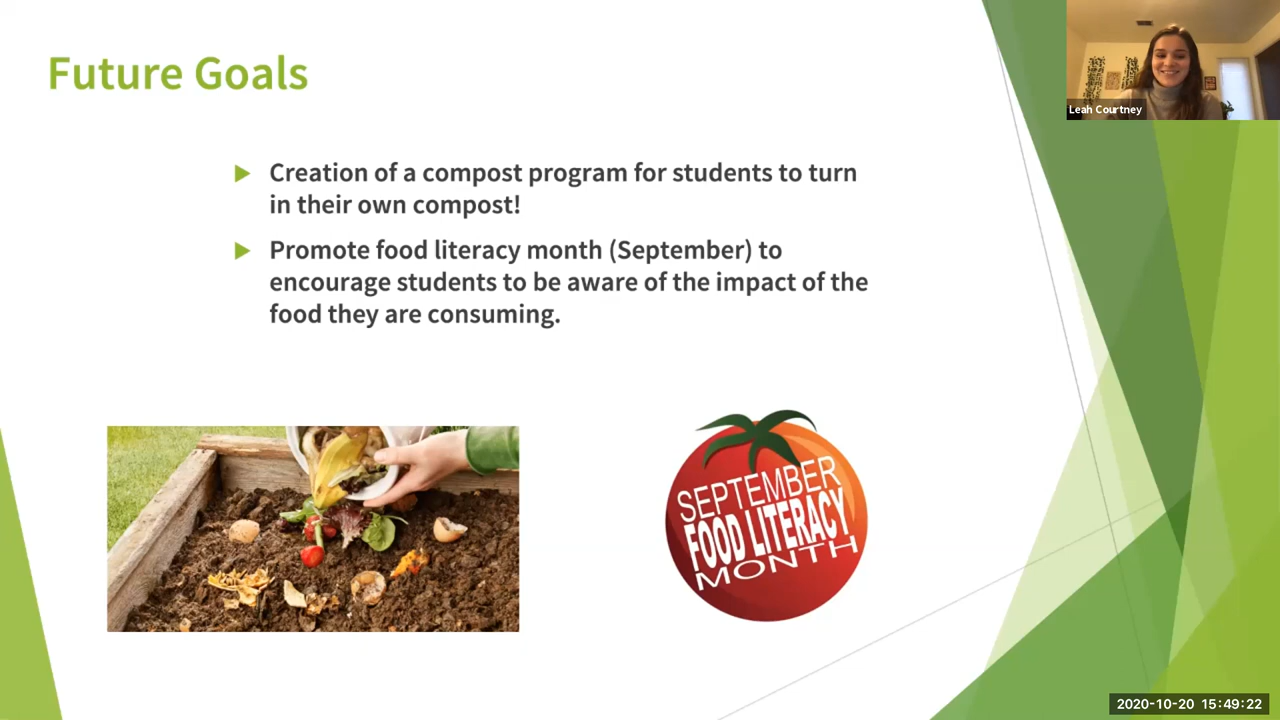 Future Goals
Leah Courtney
Creation of a compost program for students to turn
in their own compost!
Promote food literacy month (September) to
encourage students to be aware of the impact of the
food they are consuming.
SEPTEMBER
FOOD LITERACY
MONTH
2020-10-20 15:49:22